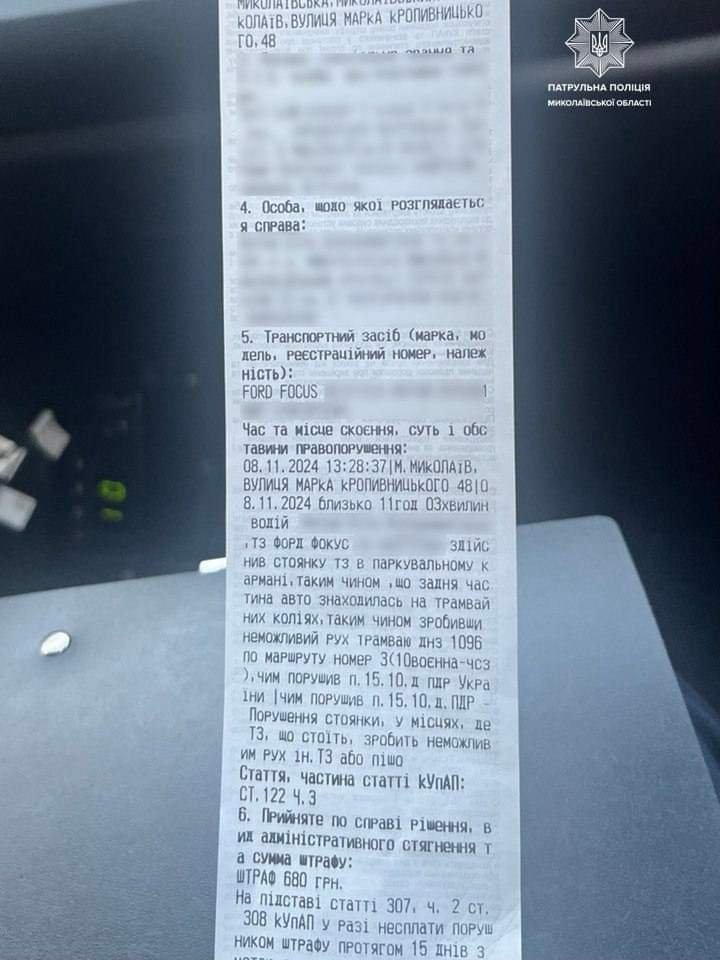 ПАТРУЛЬНА ПОЛІЦІЯ
МИКОЛАЇВСЬКОЇ ОБЛАСТІ
КОЛАЇВ, ВУЛИЦЯ МАРКА КРОПИВНИЦЬКО
ГО, 48
4. Особа, щодо якої розглядаєтьс
я справа:
5. Транспортний засіб (марка, мо
дель, реєстраційний номер, належ
ність):
FORD FOCUS 1
Час та місце скоєння, суть і обс
тавини правопорушення:
08.11.2024 13:28:37|М.МИКОЛАЇВ,
ВУЛИЦЯ МАРКА КРОПИВНИЦЬКОГО 48|0
8.11.2024 близько 11год 03хвилин
водій
,ТЗ ФОРД ФОКУС ЗДІЙС
НИВ СТОЯНКУ ТЗ В ПАРКУВАЛЬНОМУ К
АРМАНІ,ТАКИМ ЧИНОМ ,ЩО ЗАДНЯ ЧАС
ТИНА АВТО ЗНАХОДИЛАСЬ НА ТРАМВАЙ
НИХ КОЛІЯХ,ТАКИМ ЧИНОМ ЗРОБИВШИ
НЕМОЖЛИВИЙ РУХ ТРАМВАЮ ДНЗ 1096
ПО МАРШРУТУ НОМЕР 3(10ВОЄННА-ЧСЗ
),ЧИМ ПОРУШИВ П.15.10.Д ПДР УКРА
ЇНИ |ЧИМ ПОРУШИВ П.15.10.Д.ПДР -
Порушення стоянки, у місцях, де
ТЗ, що стоїть, зробить неможлив
им рух ін.ТЗ або пішо
Стаття, частина статті КУпАП:
СТ.122 Ч.3
6. Прийняте по справі рішення, в
ид адміністративного стягнення т
а сумма штрафу:
ШТРАФ 680 ГРН.
На підставі статті 307, ч. 2 ст.
308 КУпАП у разі несплати поруш
ником штрафу протягом 15 днів з